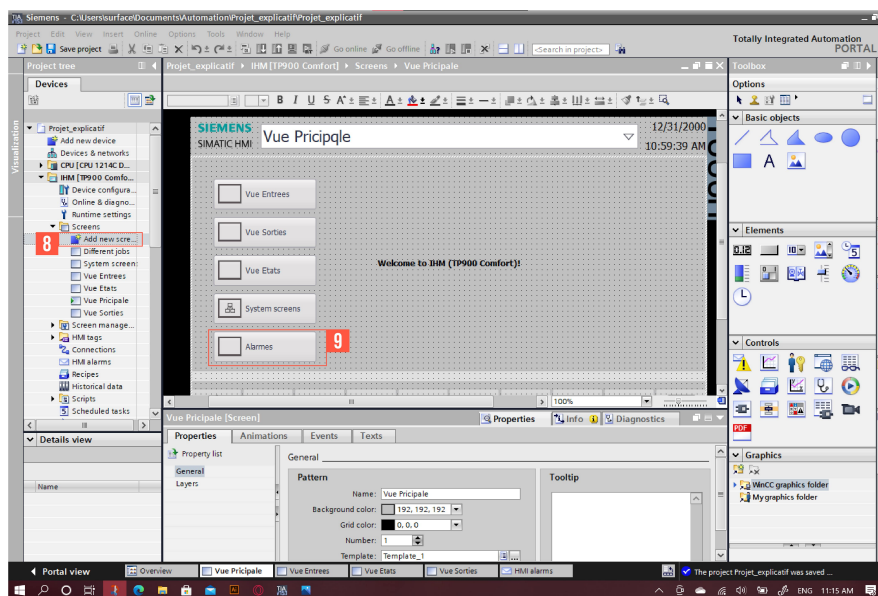 Siemens - C:\Users\surface\Documents\Automation\Projet_explicatif\Projet_explicatif
Project Edit View Insert Online Options Tools Window Help
Save project Go online Go offline <Search in project>
Totally Integrated Automation
PORTAL
Project tree
Projet_explicatif IHM [TP900 Comfort] Screens Vue Pricipale
Toolbox
Devices
Options
B I U S A
Visualization
Projet_explicatif
Add new device
Devices & networks
CPU [CPU 1214C D...
IHM [TP900 Comfo...
Device configura...
Online & diagno...
Runtime settings
Screens
8
Add new scre...
Different jobs
System screen:
Vue Entrees
Vue Etats
Vue Pricipale
Vue Sorties
Screen manage...
HMI tags
Connections
HMI alarms
Recipes
Historical data
Scripts
Scheduled tasks
Details view
Name
SIEMENS
SIMATIC HMI
Vue Pricipqle
12/31/2000
10:59:39 AM
TOUCH
Vue Entrees
Vue Sorties
Vue Etats
System screens
Alarmes
9
Welcome to IHM (TP900 Comfort)!
100%
Basic objects
A
Elements
0.12
10
5
Controls
PDF
Graphics
WinCC graphics folder
My graphics folder
Vue Pricipale [Screen]
Properties Info Diagnostics
Properties Animations Events Texts
Property list
General
Layers
General
Pattern
Name: Vue Pricipale
Background color: 192, 192, 192
Grid color: 0, 0, 0
Number: 1
Template: Template_1
Tooltip
Portal view Overview Vue Pricipale Vue Entrees Vue Etats Vue Sorties HMI alarms
The project Projet_explicatif was saved ...
ENG 11:15 AM